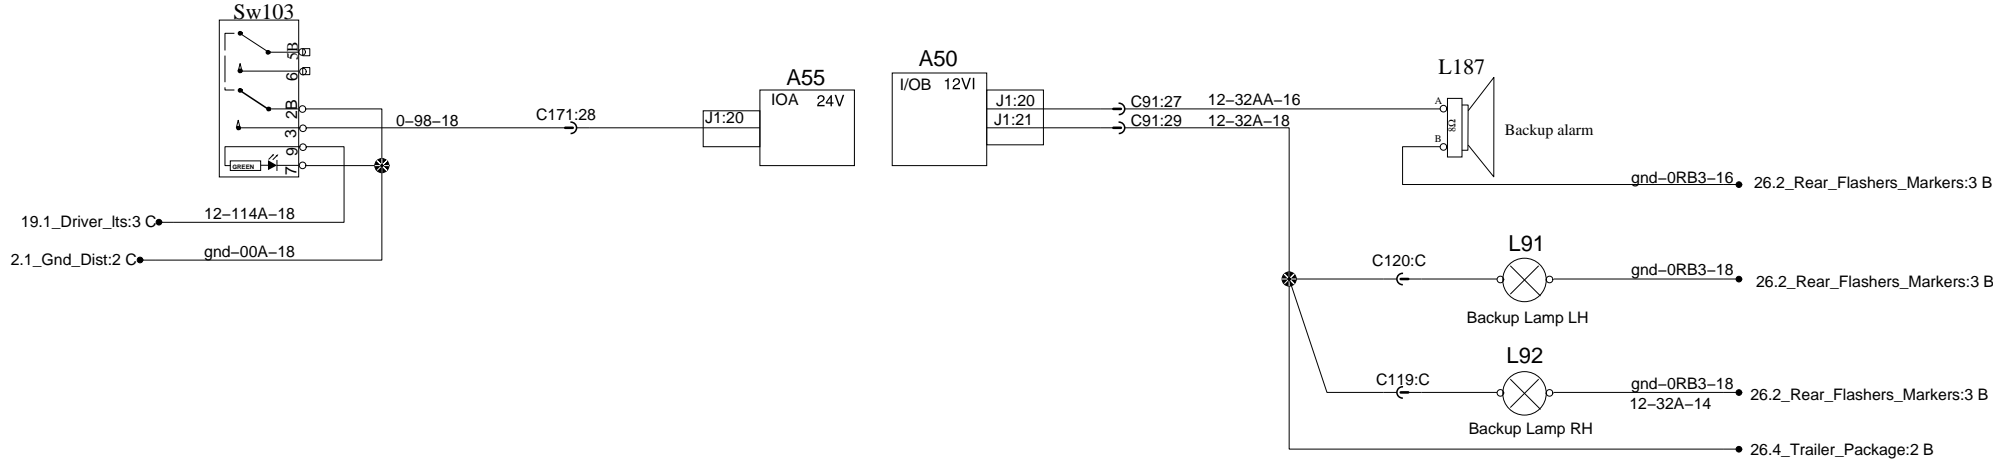 Sw103
5B
6
2B
3
9
7
GREEN
0–98–18
C171:28
J1:20
A55
IOA 24V
A50
I/OB 12VI
J1:20
J1:21
C91:27
12–32AA–16
C91:29
12–32A–18
L187
A
8Ω
B
Backup alarm
gnd–0RB3–16
26.2_Rear_Flashers_Markers:3 B
12–114A–18
19.1_Driver_lts:3 C
gnd–00A–18
2.1_Gnd_Dist:2 C
L91
C120:C
gnd–0RB3–18
26.2_Rear_Flashers_Markers:3 B
Backup Lamp LH
L92
C119:C
gnd–0RB3–18
26.2_Rear_Flashers_Markers:3 B
12–32A–14
Backup Lamp RH
26.4_Trailer_Package:2 B